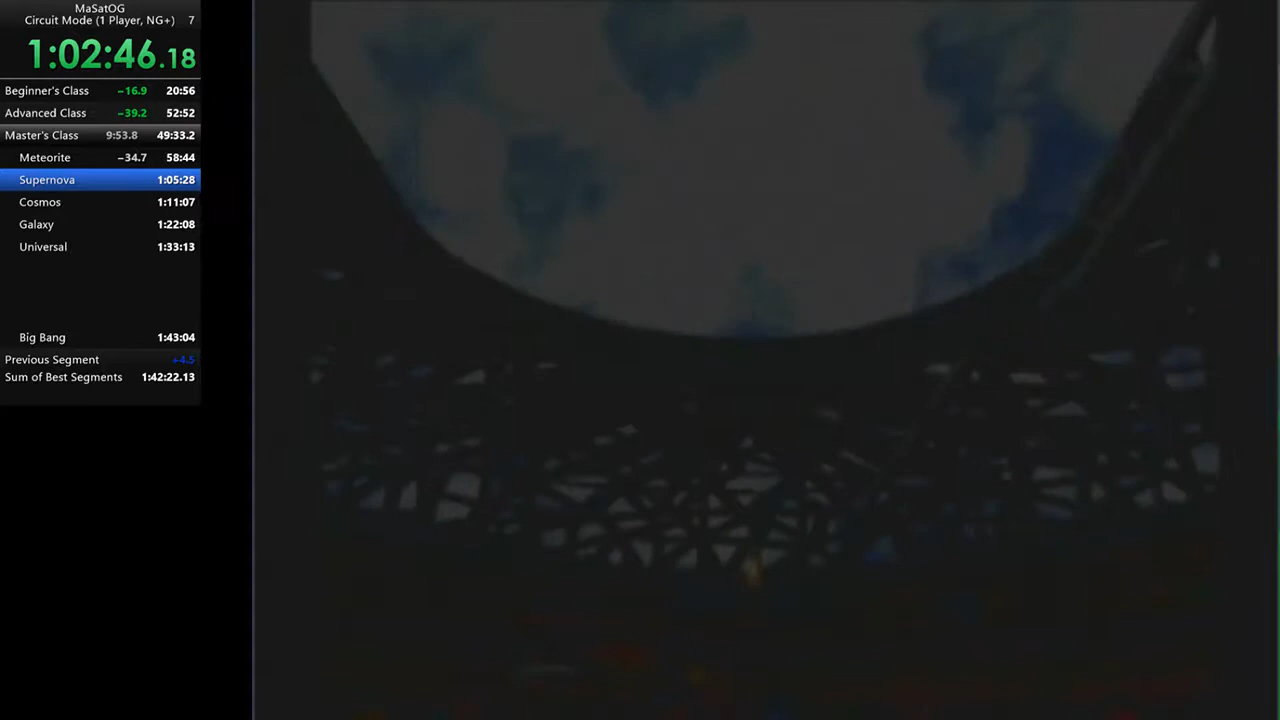 MaSatOG
Circuit Mode (1 Player, NG+) 7
1:02:46.18
Beginner's Class −16.9 20:56
Advanced Class −39.2 52:52
Master's Class 9:53.8 49:33.2
Meteorite −34.7 58:44
Supernova 1:05:28
Cosmos 1:11:07
Galaxy 1:22:08
Universal 1:33:13
Big Bang 1:43:04
Previous Segment +4.5
Sum of Best Segments 1:42:22.13